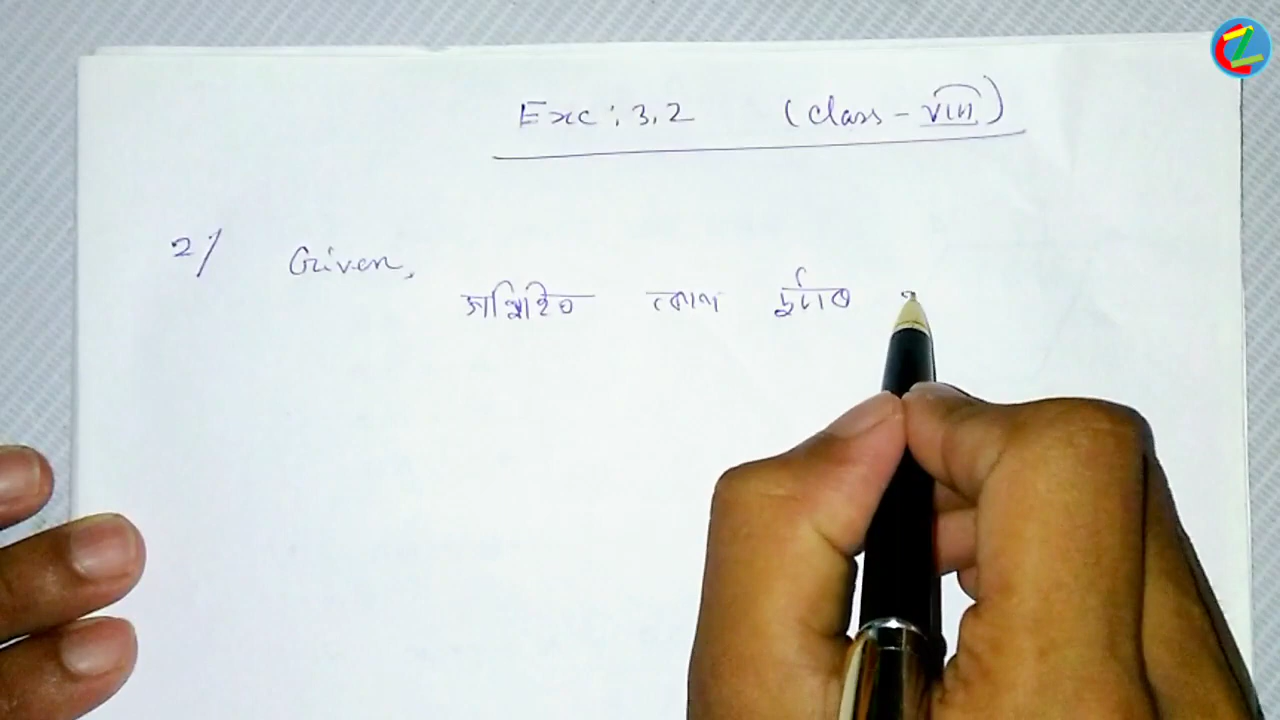 Exc: 3.2 (class - VIII)
2/ Given,
সন্নিহিত কোণ দুটাৰ